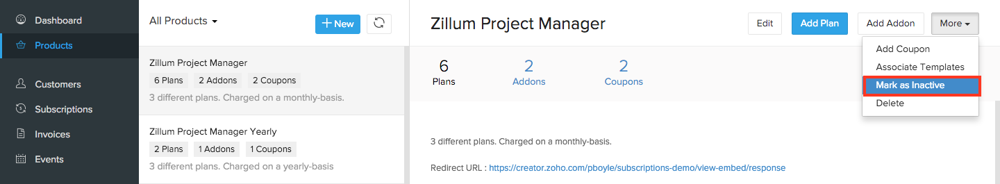 Dashboard
Products
Customers
Subscriptions
Invoices
Events
All Products
+ New
Zillum Project Manager
6 Plans 2 Addons 2 Coupons
3 different plans. Charged on a monthly-basis.
Zillum Project Manager Yearly
2 Plans 1 Addons 1 Coupons
3 different plans. Charged on a yearly-basis
Zillum Project Manager
Edit Add Plan Add Addon More
Add Coupon
Associate Templates
Mark as Inactive
Delete
6 2 2
Plans Addons Coupons
3 different plans. Charged on a monthly-basis.
Redirect URL : https://creator.zoho.com/pboyle/subscriptions-demo/view-embed/response